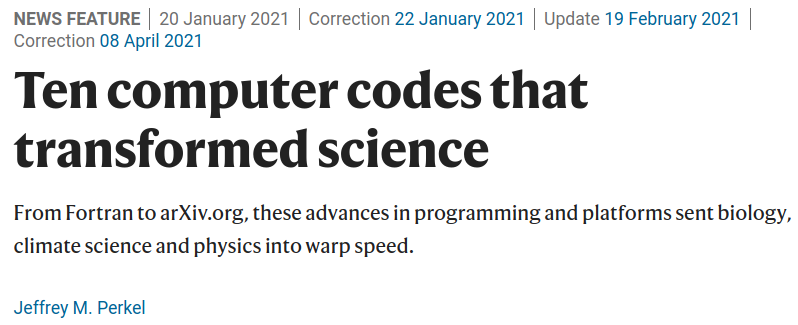 NEWS FEATURE | 20 January 2021 | Correction 22 January 2021 | Update 19 February 2021 |
Correction 08 April 2021
Ten computer codes that
transformed science
From Fortran to arXiv.org, these advances in programming and platforms sent biology,
climate science and physics into warp speed.
Jeffrey M. Perkel